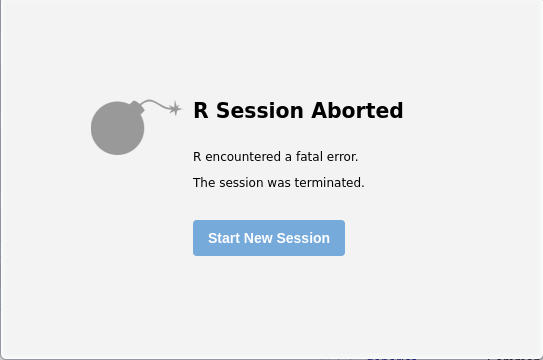 R Session Aborted
R encountered a fatal error.
The session was terminated.
Start New Session